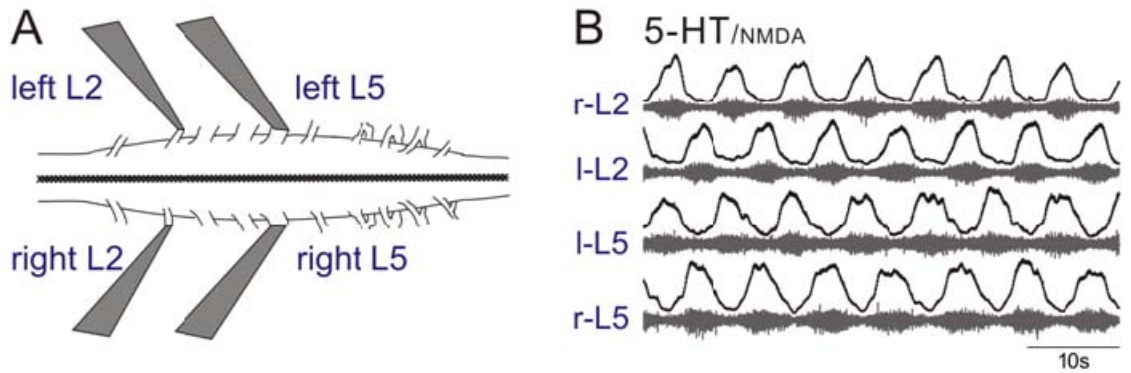 A
left L2
left L5
right L2
right L5
B
5-HT/NMDA
r-L2
l-L2
l-L5
r-L5
10s